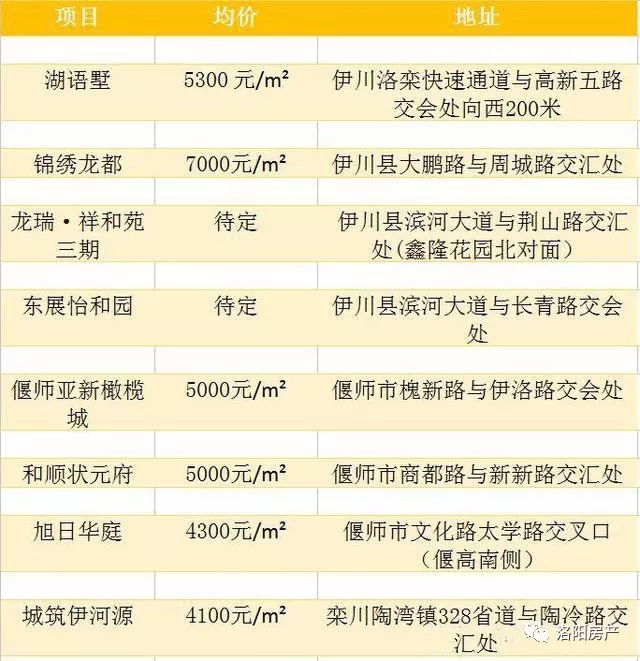 项目 均价 地址
湖语墅 5300 元/m² 伊川洛栾快速通道与高新五路
交会处向西200米
锦绣龙都 7000元/m² 伊川县大鹏路与周城路交汇处
龙瑞·祥和苑 待定 伊川县滨河大道与荆山路交汇
三期 处(鑫隆花园北对面）
东展怡和园 待定 伊川县滨河大道与长青路交会
处
偃师亚新橄榄 5000元/m² 偃师市槐新路与伊洛路交会处
城
和顺状元府 5000元/m² 偃师市商都路与新新路交汇处
旭日华庭 4300元/m² 偃师市文化路太学路交叉口
（偃高南侧）
城筑伊河源 4100元/m² 栾川陶湾镇328省道与陶冷路交
汇处
洛阳房产